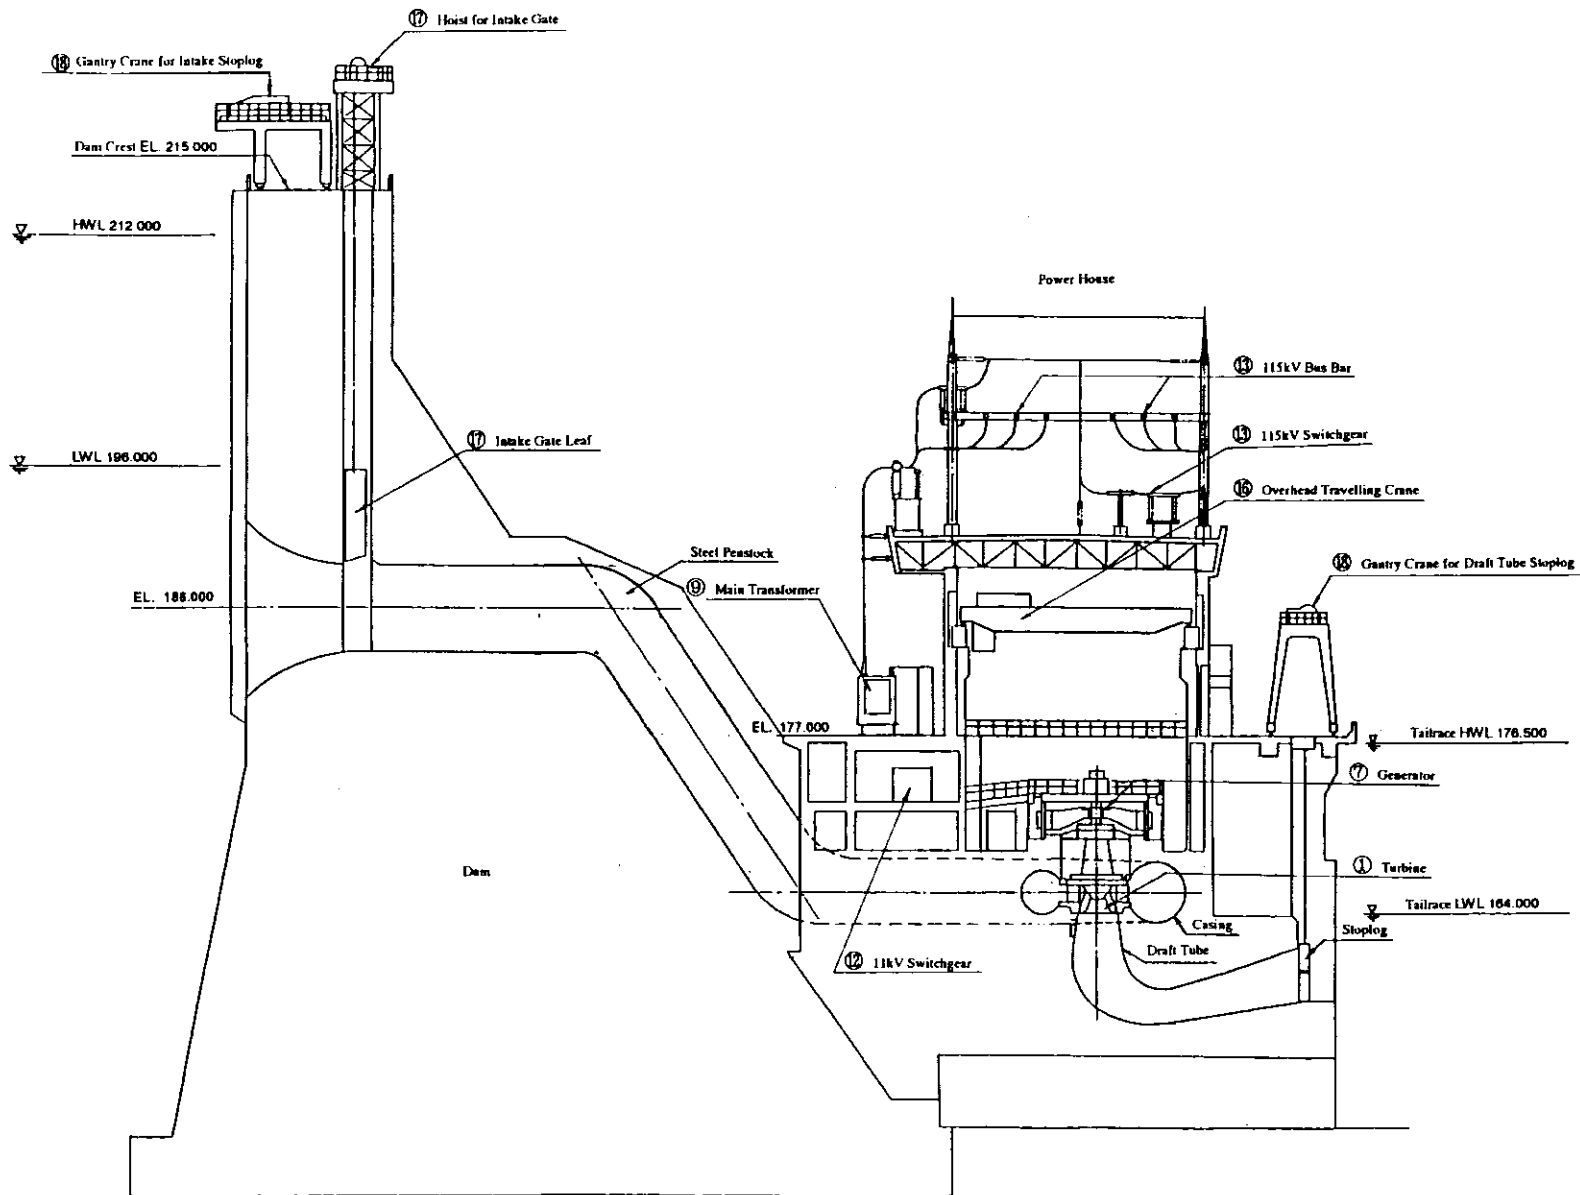 ⑰ Hoist for Intake Gate
⑱ Gantry Crane for Intake Stoplog
Dam Crest EL. 215.000
HWL 212.000
Power House
⑬ 115kV Bus Bar
⑰ Intake Gate Leaf
⑬ 115kV Switchgear
LWL 196.000
⑯ Overhead Travelling Crane
Steel Penstock
⑱ Gantry Crane for Draft Tube Stoplog
⑨ Main Transformer
EL. 188.000
EL. 177.000
Tailrace HWL 176.500
⑦ Generator
Dam
① Turbine
Tailrace LWL 164.000
Casing
Stoplog
Draft Tube
⑫ 11kV Switchgear